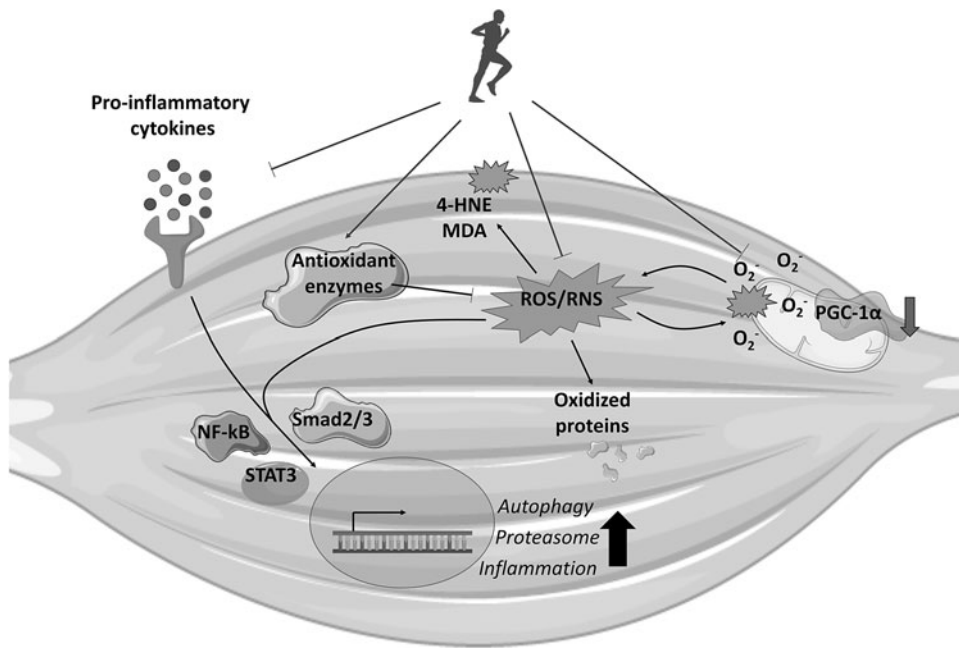 Pro-inflammatory
cytokines
4-HNE
MDA
Antioxidant
enzymes
ROS/RNS
O₂⁻
O₂⁻
O₂⁻
O₂⁻
PGC-1α
Oxidized
proteins
NF-kB
Smad2/3
STAT3
Autophagy
Proteasome
Inflammation